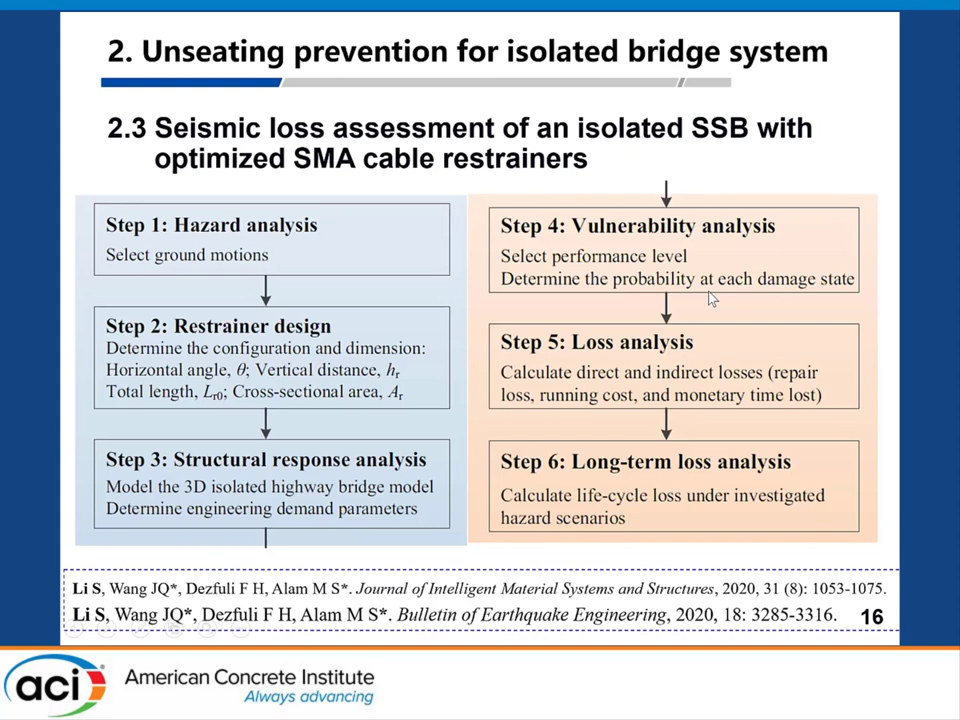 2. Unseating prevention for isolated bridge system
2.3 Seismic loss assessment of an isolated SSB with
optimized SMA cable restrainers
Step 1: Hazard analysis
Select ground motions
Step 2: Restrainer design
Determine the configuration and dimension:
Horizontal angle, θ; Vertical distance, hr
Total length, Lr0; Cross-sectional area, Ar
Step 3: Structural response analysis
Model the 3D isolated highway bridge model
Determine engineering demand parameters
Step 4: Vulnerability analysis
Select performance level
Determine the probability at each damage state
Step 5: Loss analysis
Calculate direct and indirect losses (repair
loss, running cost, and monetary time lost)
Step 6: Long-term loss analysis
Calculate life-cycle loss under investigated
hazard scenarios
Li S, Wang JQ*, Dezfuli F H, Alam M S*. Journal of Intelligent Material Systems and Structures, 2020, 31 (8): 1053-1075.
Li S, Wang JQ*, Dezfuli F H, Alam M S*. Bulletin of Earthquake Engineering, 2020, 18: 3285-3316.
16
aci
American Concrete Institute
Always advancing